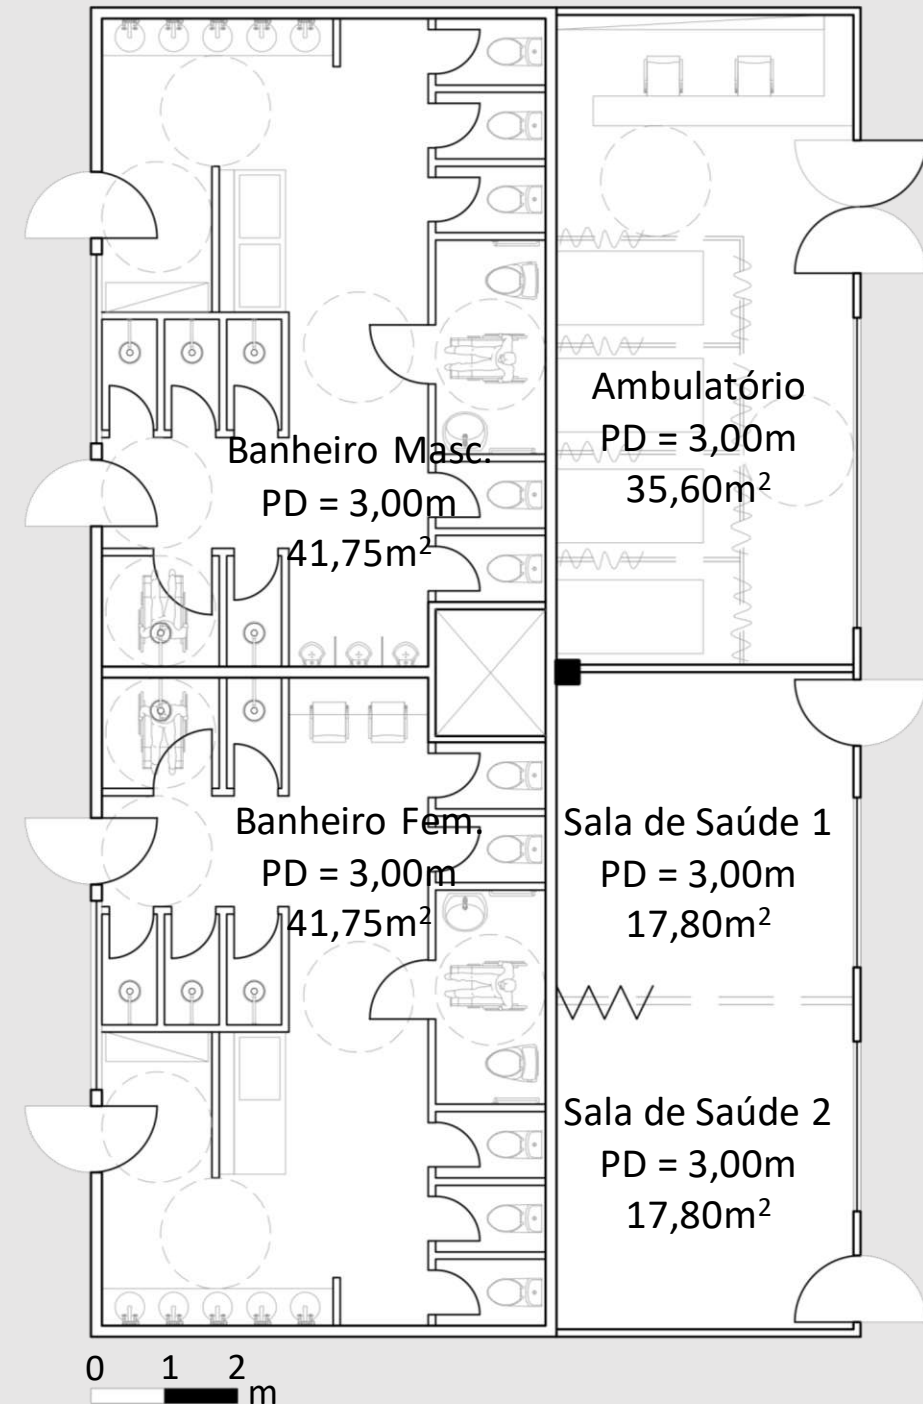 Ambulatório
PD = 3,00m
35,60m²
Banheiro Masc.
PD = 3,00m
41,75m²
Banheiro Fem.
PD = 3,00m
41,75m²
Sala de Saúde 1
PD = 3,00m
17,80m²
Sala de Saúde 2
PD = 3,00m
17,80m²
0 1 2
m